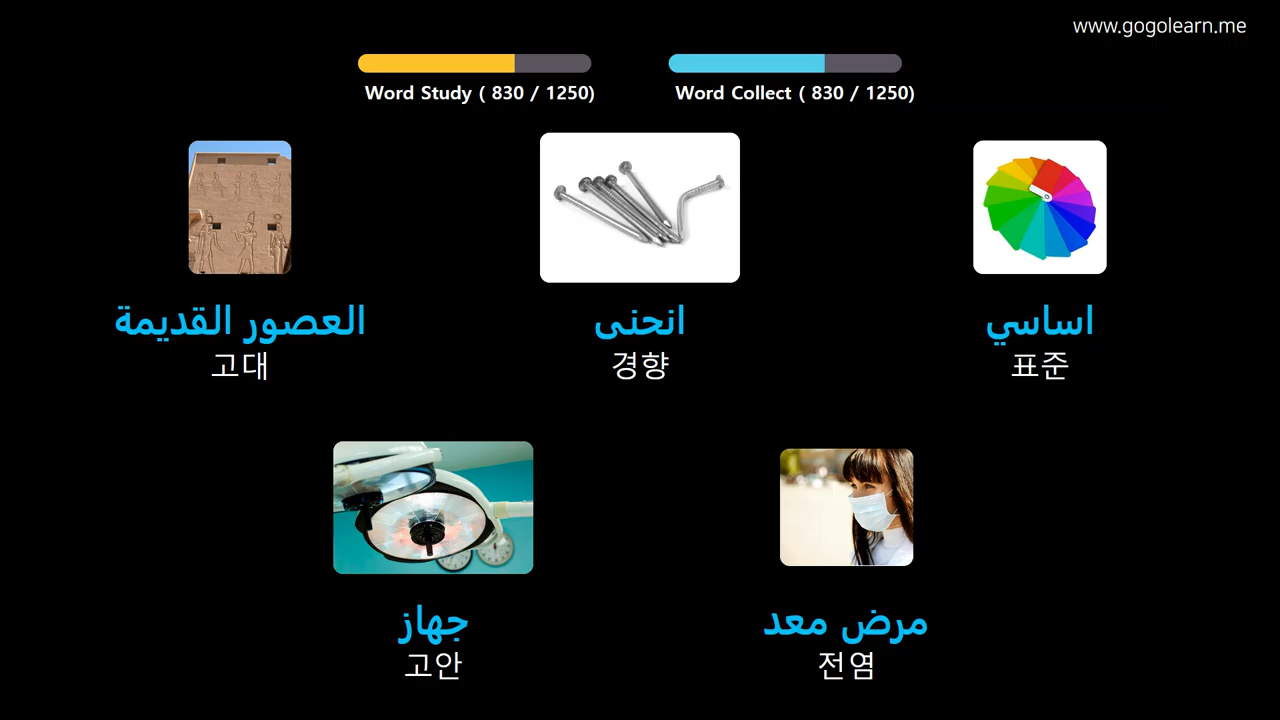 www.gogolearn.me
Word Study ( 830 / 1250)
Word Collect ( 830 / 1250)
العصور القديمة
고대
انحنى
경향
اساسي
표준
جهاز
고안
مرض معد
전염